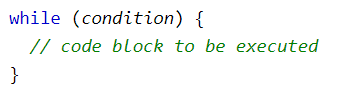 while (condition) {
  // code block to be executed
}